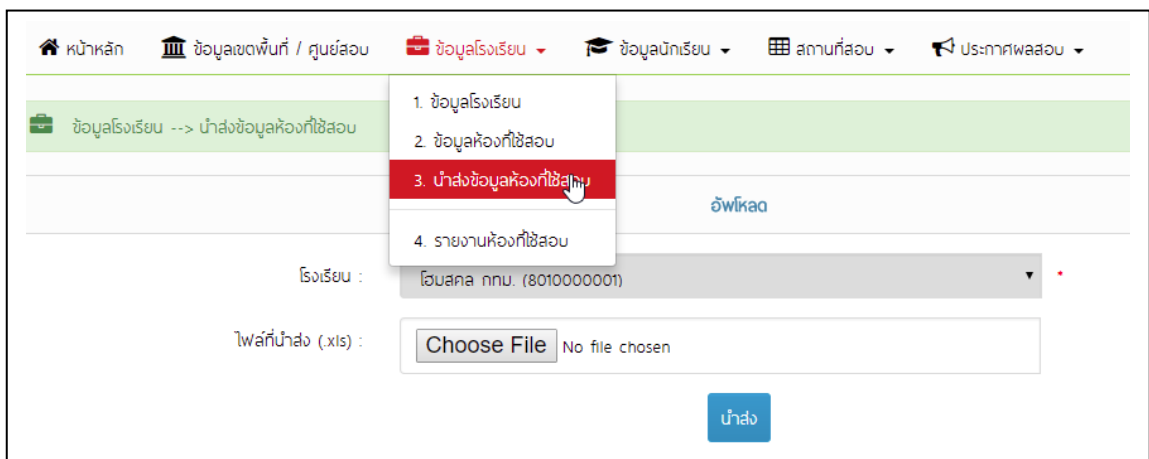 หน้าหลัก ข้อมูลเขตพื้นที่ / ศูนย์สอบ ข้อมูลโรงเรียน ข้อมูลนักเรียน สถานที่สอบ ประกาศผลสอบ
ข้อมูลโรงเรียน --> นำส่งข้อมูลห้องที่ใช้สอบ
1. ข้อมูลโรงเรียน
2. ข้อมูลห้องที่ใช้สอบ
3. นำส่งข้อมูลห้องที่ใช้สอบ
4. รายงานห้องที่ใช้สอบ
อัพโหลด
โรงเรียน : โฮมสคูล กทม. (8010000001) *
ไฟล์ที่นำส่ง (.xls) : Choose File No file chosen
นำส่ง